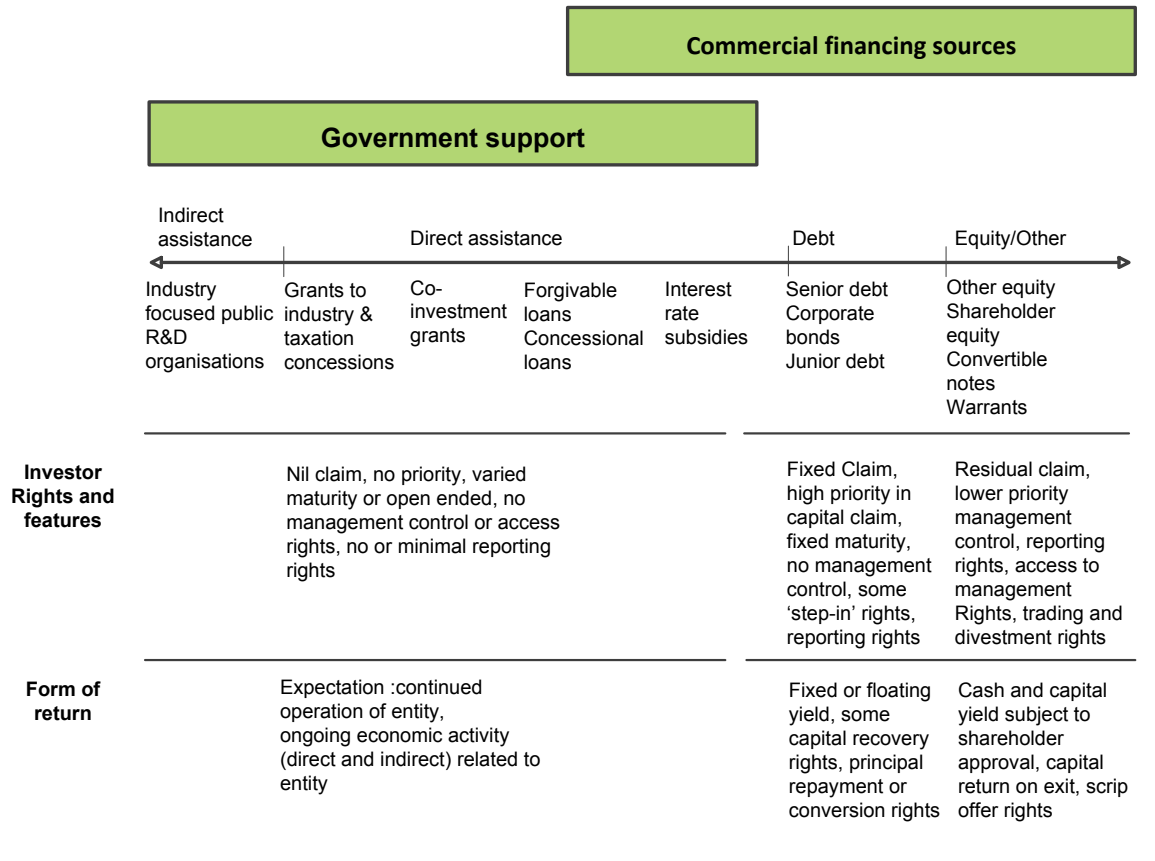 Commercial financing sources
Government support
Indirect
assistance
Direct assistance
Debt
Equity/Other
Industry
focused public
R&D
organisations
Grants to
industry &
taxation
concessions
Co-
investment
grants
Forgivable
loans
Concessional
loans
Interest
rate
subsidies
Senior debt
Corporate
bonds
Junior debt
Other equity
Shareholder
equity
Convertible
notes
Warrants
Investor
Rights and
features
Nil claim, no priority, varied
maturity or open ended, no
management control or access
rights, no or minimal reporting
rights
Fixed Claim,
high priority in
capital claim,
fixed maturity,
no management
control, some
‘step-in’ rights,
reporting rights
Residual claim,
lower priority
management
control, reporting
rights, access to
management
Rights, trading and
divestment rights
Form of
return
Expectation :continued
operation of entity,
ongoing economic activity
(direct and indirect) related to
entity
Fixed or floating
yield, some
capital recovery
rights, principal
repayment or
conversion rights
Cash and capital
yield subject to
shareholder
approval, capital
return on exit, scrip
offer rights